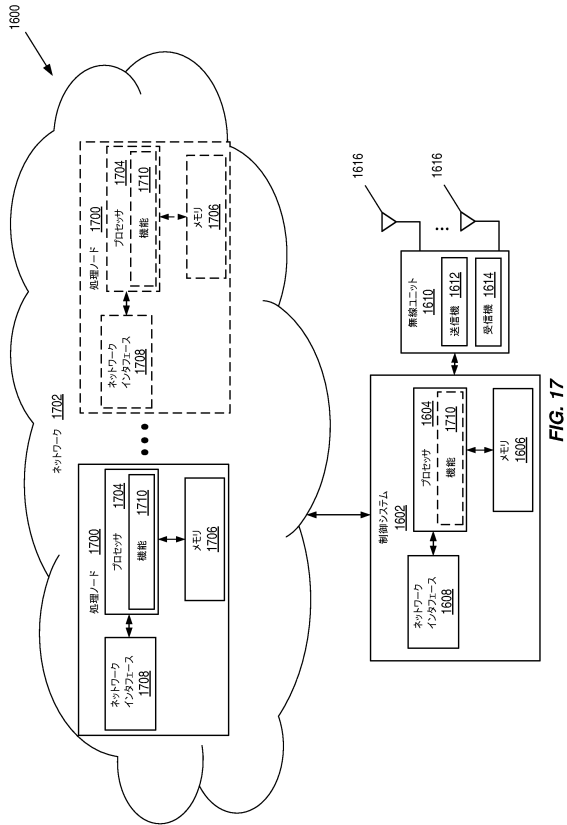 1600
ネットワーク 1702
処理ノード 1700
プロセッサ
1704
機能 1710
メモリ
1706
ネットワーク
インタフェース
1708
処理ノード 1700
プロセッサ
1704
機能 1710
メモリ
1706
ネットワーク
インタフェース
1708
制御システム
1602
プロセッサ
1604
機能 1710
メモリ
1606
ネットワーク
インタフェース
1608
無線ユニット
1610
送信機 1612
受信機 1614
1616
1616
FIG. 17